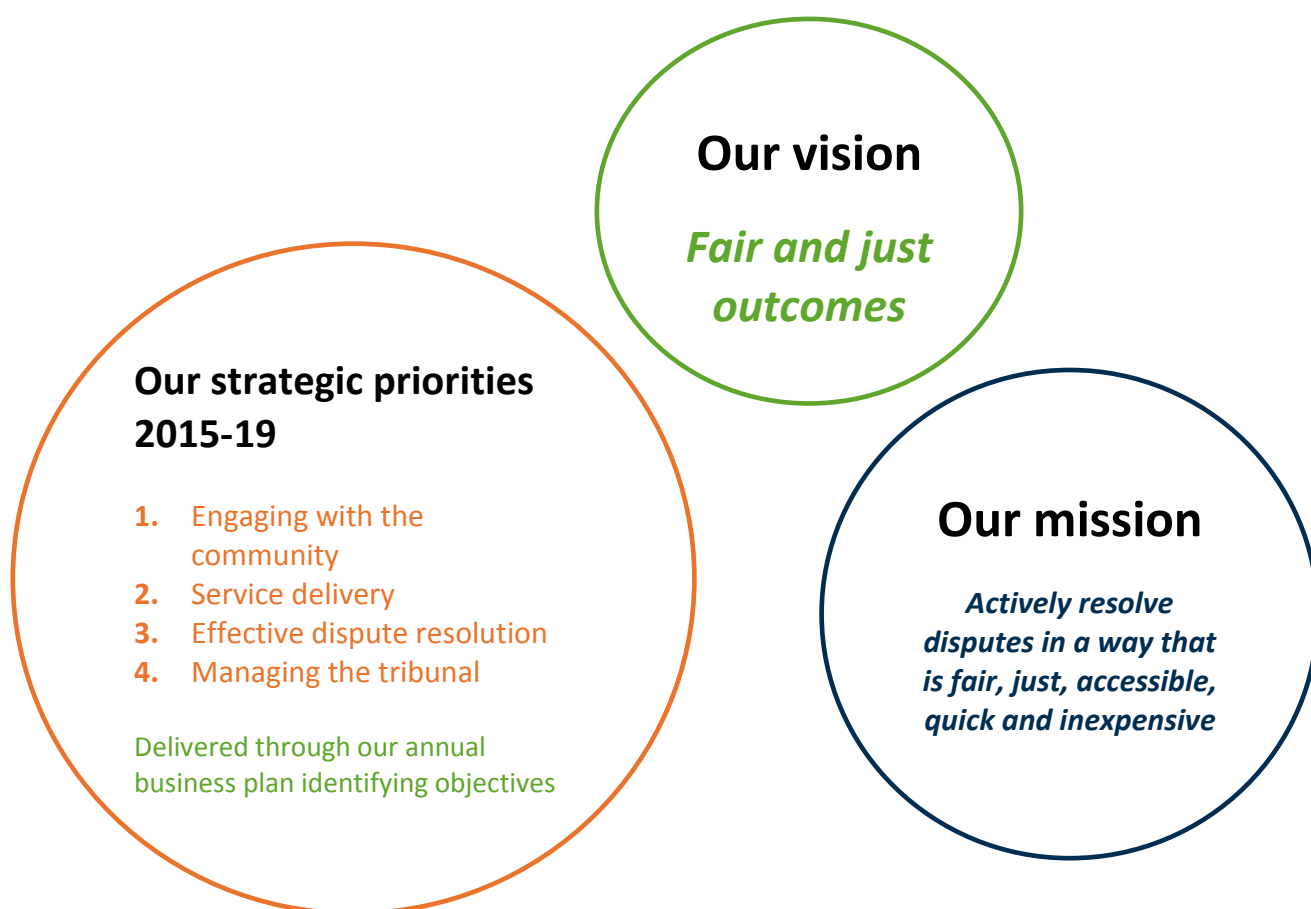 Our vision
Fair and just
outcomes
Our strategic priorities
2015-19
1. Engaging with the
community
2. Service delivery
3. Effective dispute resolution
4. Managing the tribunal
Delivered through our annual
business plan identifying objectives
Our mission
Actively resolve
disputes in a way that
is fair, just, accessible,
quick and inexpensive